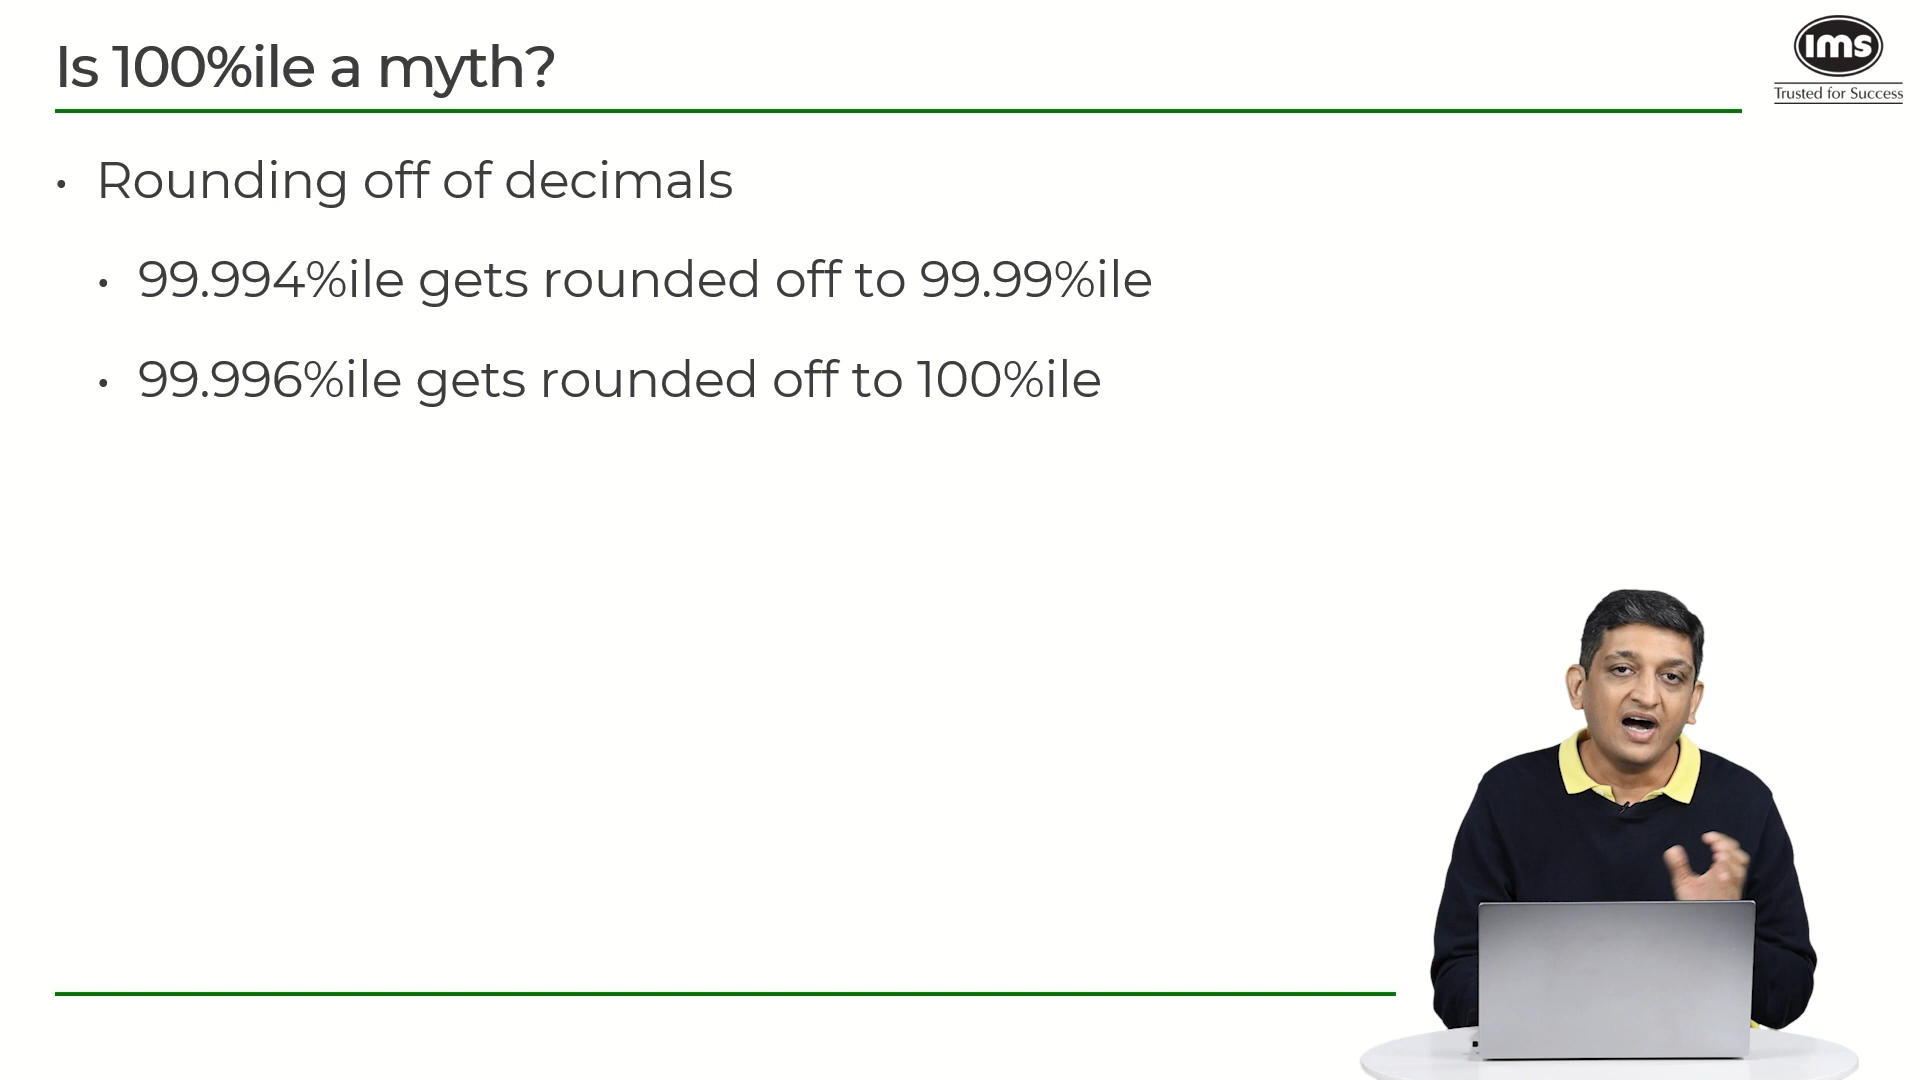 Is 100%ile a myth?
ims
Trusted for Success
• Rounding off of decimals
• 99.994%ile gets rounded off to 99.99%ile
• 99.996%ile gets rounded off to 100%ile